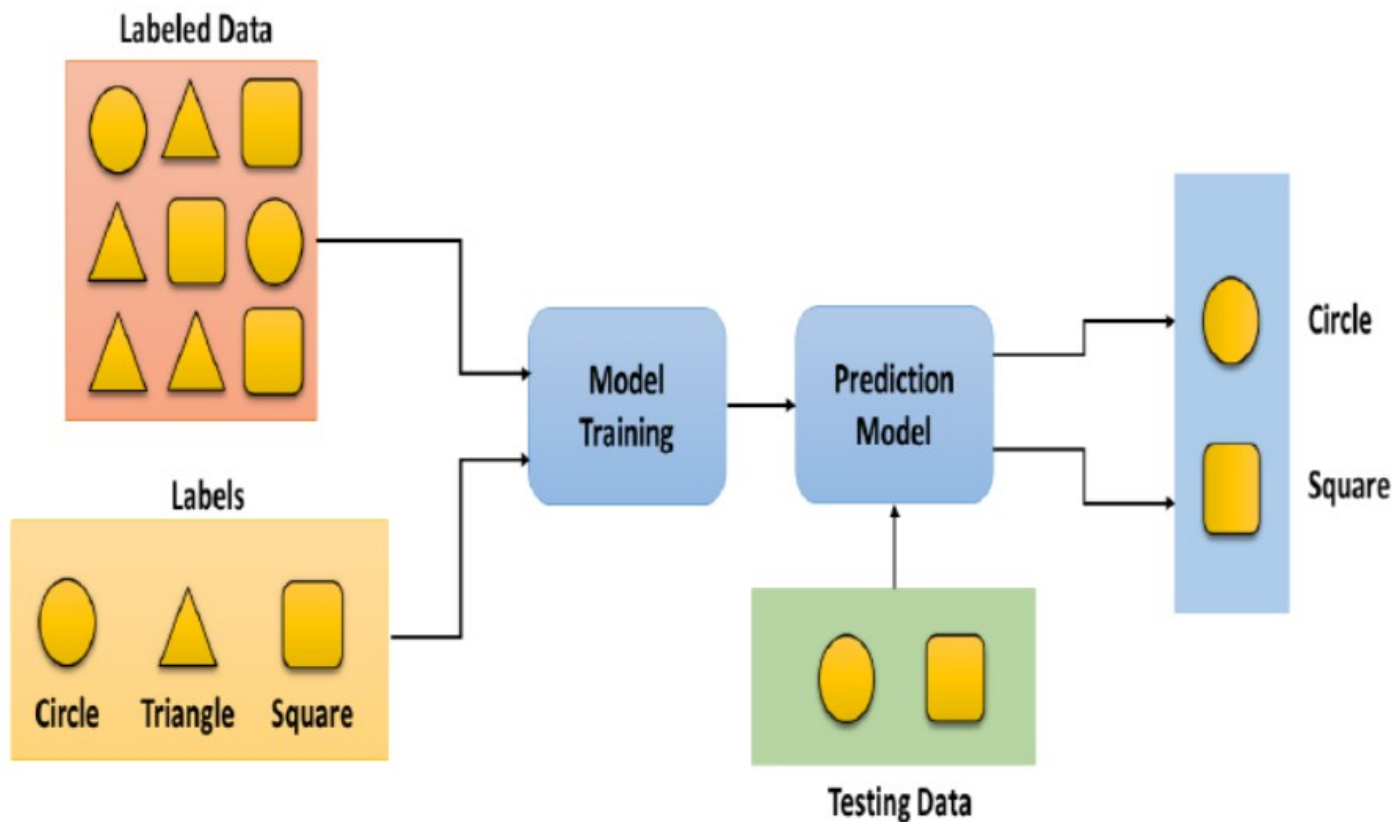 Labeled Data
Labels
Circle Triangle Square
Model
Training
Prediction
Model
Testing Data
Circle
Square